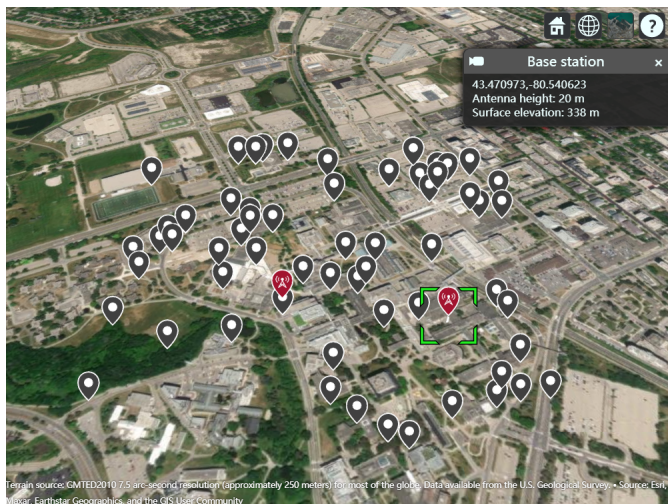 ?
Base station
×
43.470973,-80.540623
Antenna height: 20 m
Surface elevation: 338 m
Terrain source: GMTED2010 7.5 arc-second resolution (approximately 250 meters) for most of the globe. Data available from the U.S. Geological Survey. • Source: Esri,
Maxar, Earthstar Geographics, and the GIS User Community